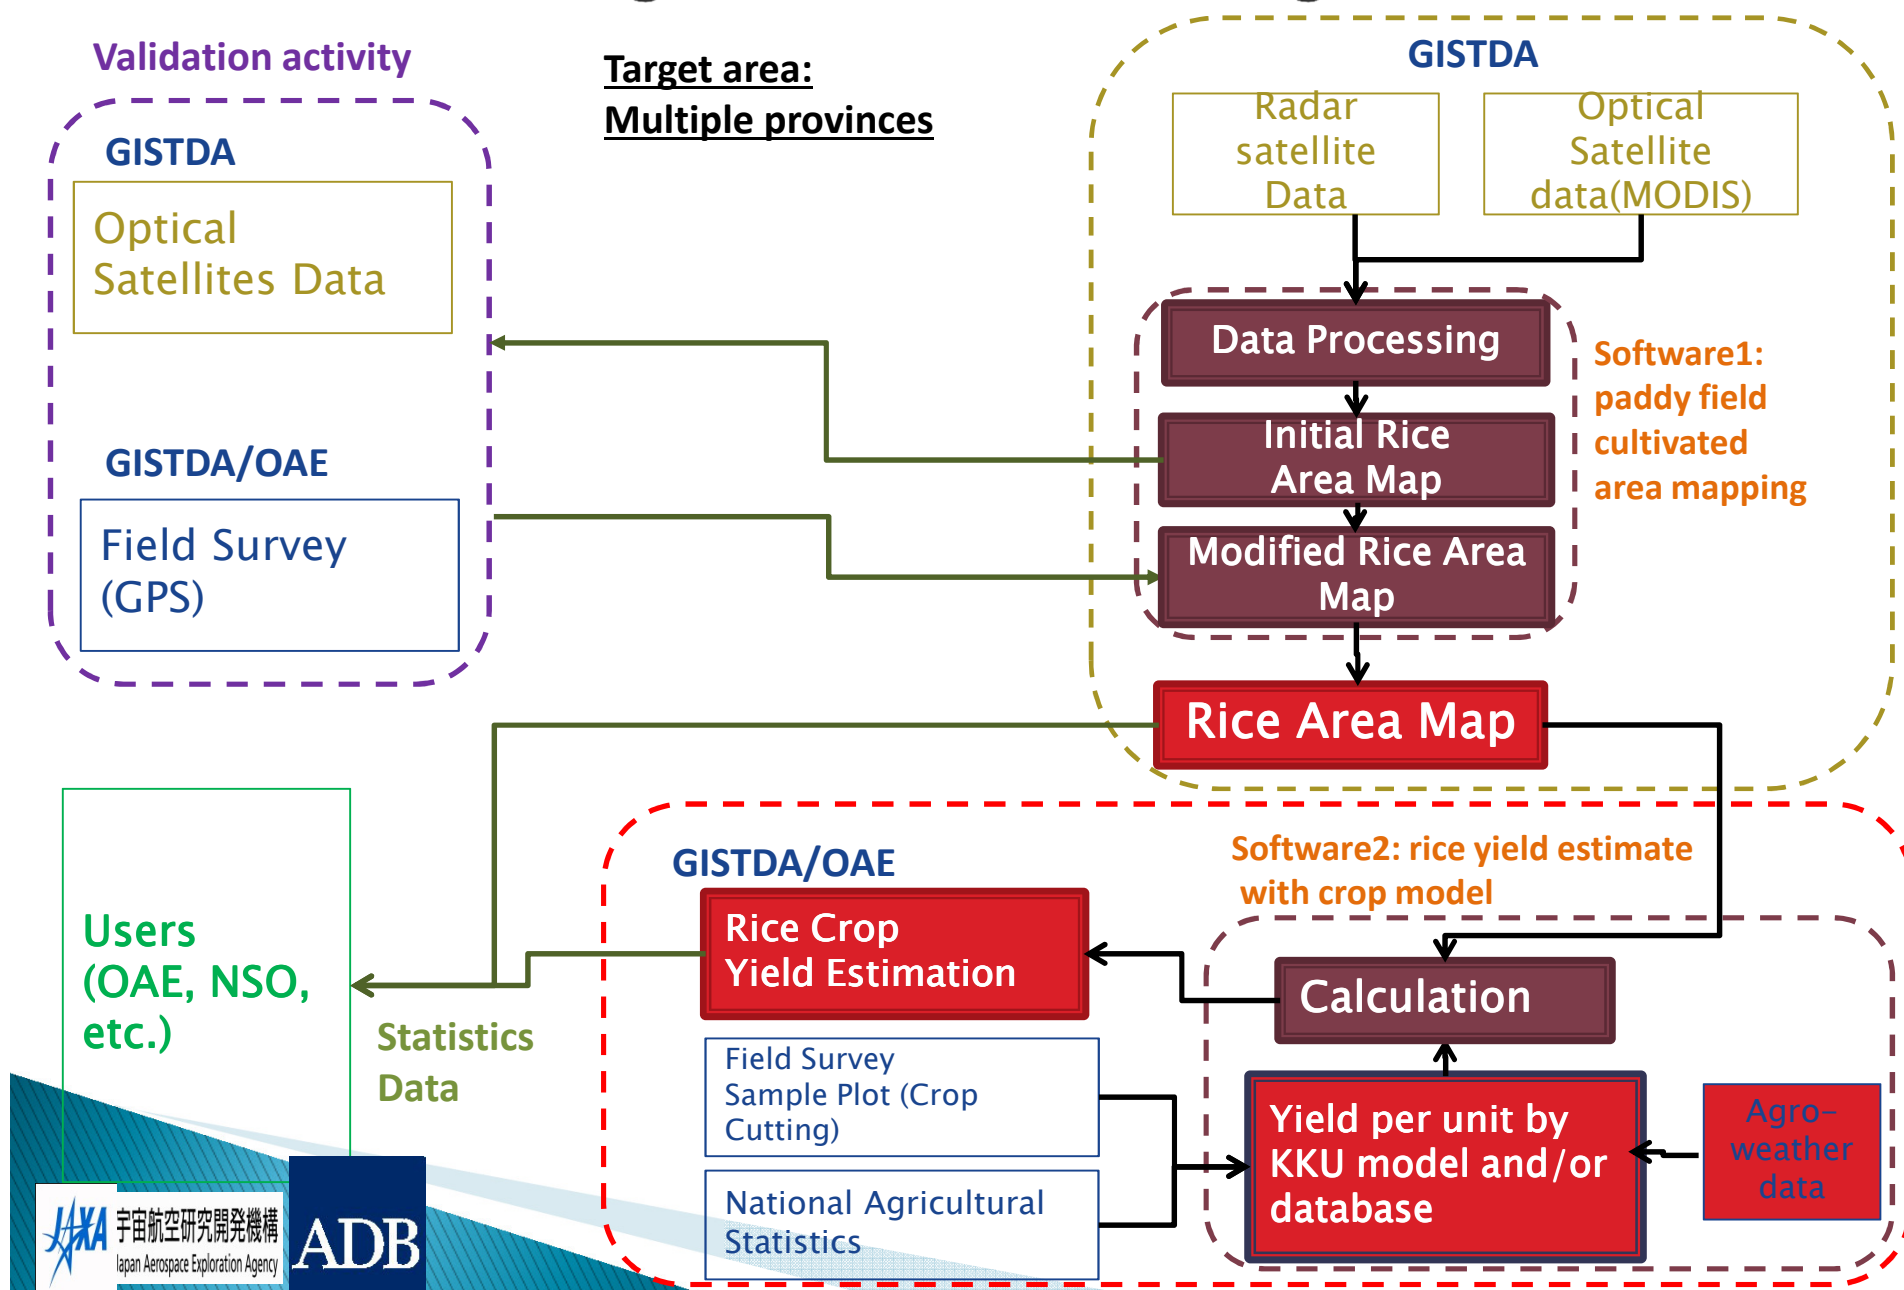 Validation activity
GISTDA
Optical
Satellites Data
GISTDA/OAE
Field Survey
(GPS)
Target area:
Multiple provinces
GISTDA
Radar
satellite
Data
Optical
Satellite
data(MODIS)
Data Processing
Initial Rice
Area Map
Modified Rice Area
Map
Software1:
paddy field
cultivated
area mapping
Rice Area Map
Users
(OAE, NSO,
etc.)
Statistics
Data
GISTDA/OAE
Rice Crop
Yield Estimation
Field Survey
Sample Plot (Crop
Cutting)
National Agricultural
Statistics
Software2: rice yield estimate
with crop model
Calculation
Yield per unit by
KKU model and/or
database
Agro-
weather
data
JAXA
宇宙航空研究開発機構
Japan Aerospace Exploration Agency
ADB